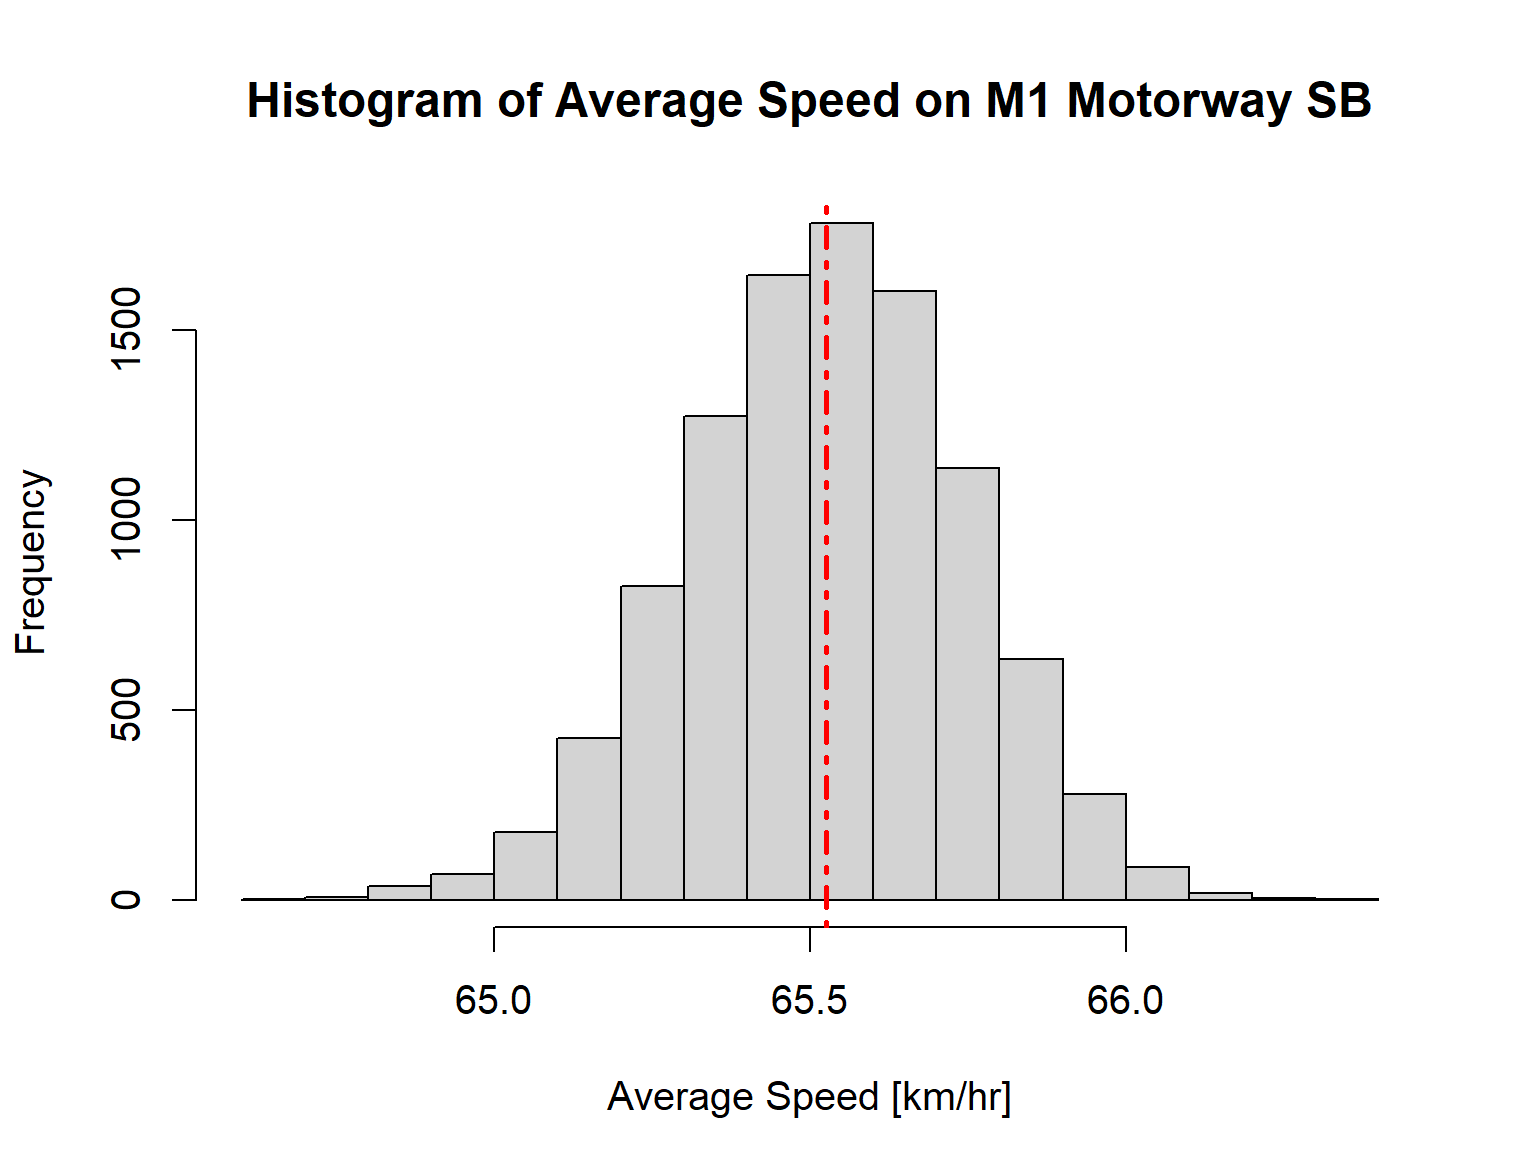 Histogram of Average Speed on M1 Motorway SB
Frequency
1500
1000
500
0
65.0 65.5 66.0
Average Speed [km/hr]